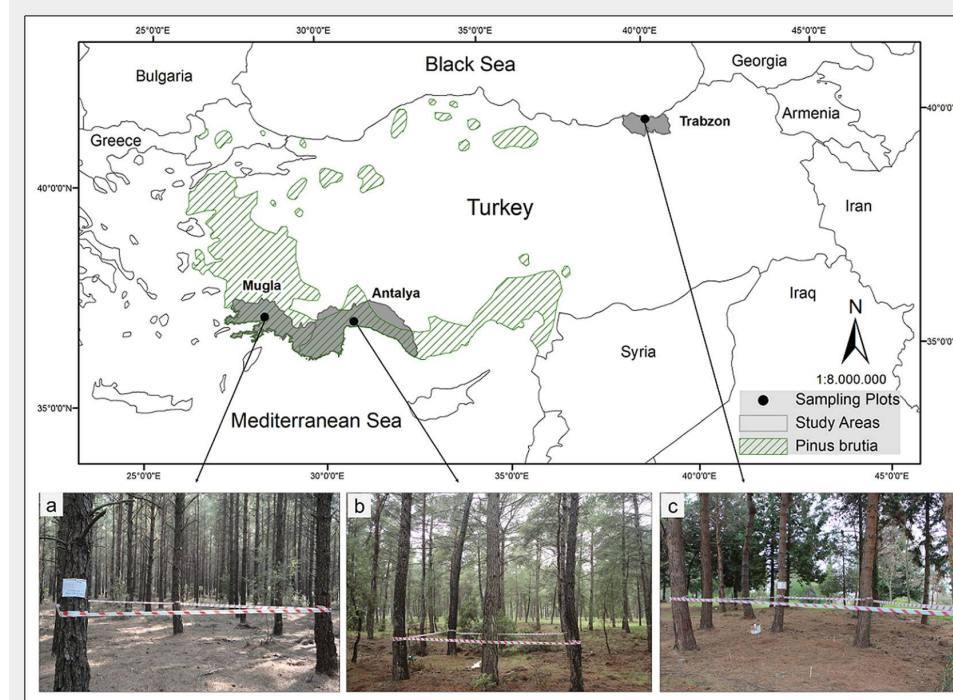 25°0'0"E 30°0'0"E 35°0'0"E 40°0'0"E 45°0'0"E
Bulgaria
Black Sea
Georgia
40°0'0"N
Armenia
Trabzon
Greece
40°0'0"N
Turkey
Iran
Mugla
Antalya
Iraq
N
35°0'0"N
Syria
1:8.000.000
Sampling Plots
Study Areas
Pinus brutia
35°0'0"N
Mediterranean Sea
25°0'0"E 30°0'0"E 35°0'0"E 40°0'0"E 45°0'0"E
a
b
c